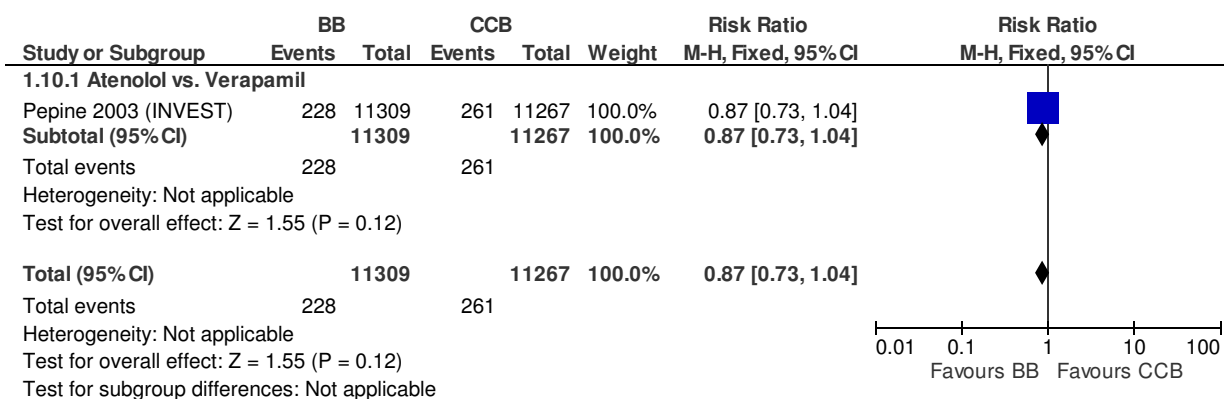 BB CCB Risk Ratio Risk Ratio
Study or Subgroup Events Total Events Total Weight M-H, Fixed, 95% CI M-H, Fixed, 95% CI
1.10.1 Atenolol vs. Verapamil
Pepine 2003 (INVEST) 228 11309 261 11267 100.0% 0.87 [0.73, 1.04]
Subtotal (95% CI) 11309 11267 100.0% 0.87 [0.73, 1.04]
Total events 228 261
Heterogeneity: Not applicable
Test for overall effect: Z = 1.55 (P = 0.12)
Total (95% CI) 11309 11267 100.0% 0.87 [0.73, 1.04]
Total events 228 261
Heterogeneity: Not applicable
Test for overall effect: Z = 1.55 (P = 0.12)
Test for subgroup differences: Not applicable
0.01 0.1 1 10 100
Favours BB Favours CCB